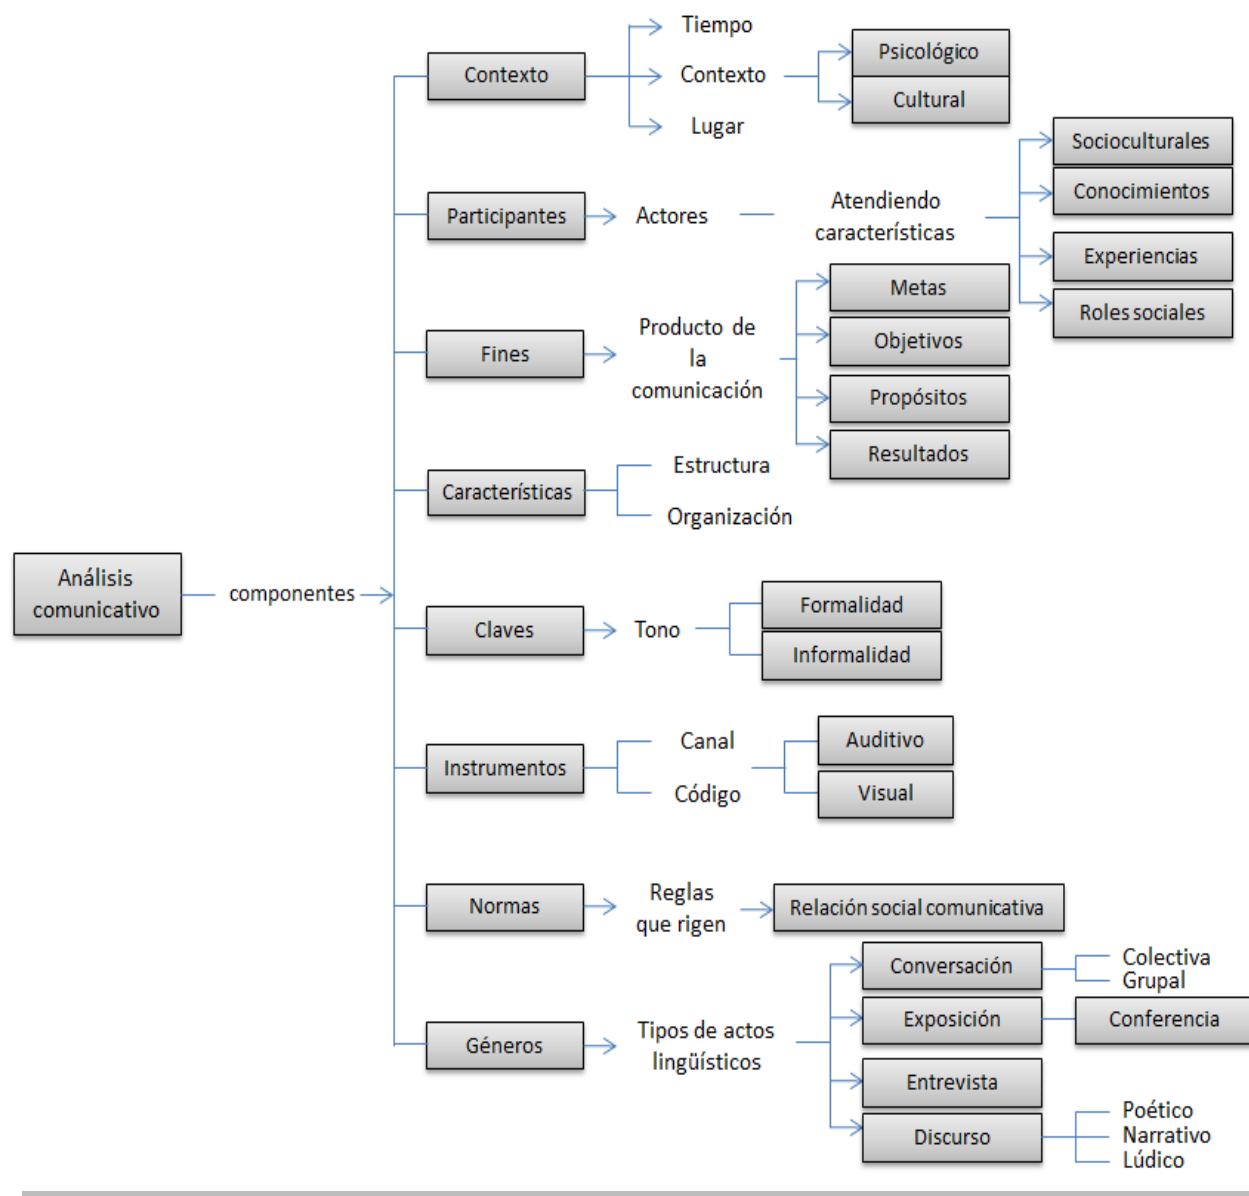 Análisis
comunicativo
componentes
Contexto
Tiempo
Contexto
Lugar
Psicológico
Cultural
Participantes
Actores
Atendiendo
características
Socioculturales
Conocimientos
Experiencias
Roles sociales
Fines
Producto de
la
comunicación
Metas
Objetivos
Propósitos
Resultados
Características
Estructura
Organización
Claves
Tono
Formalidad
Informalidad
Instrumentos
Canal
Código
Auditivo
Visual
Normas
Reglas
que rigen
Relación social comunicativa
Géneros
Tipos de actos
lingüísticos
Conversación
Colectiva
Grupal
Exposición
Conferencia
Entrevista
Discurso
Poético
Narrativo
Lúdico